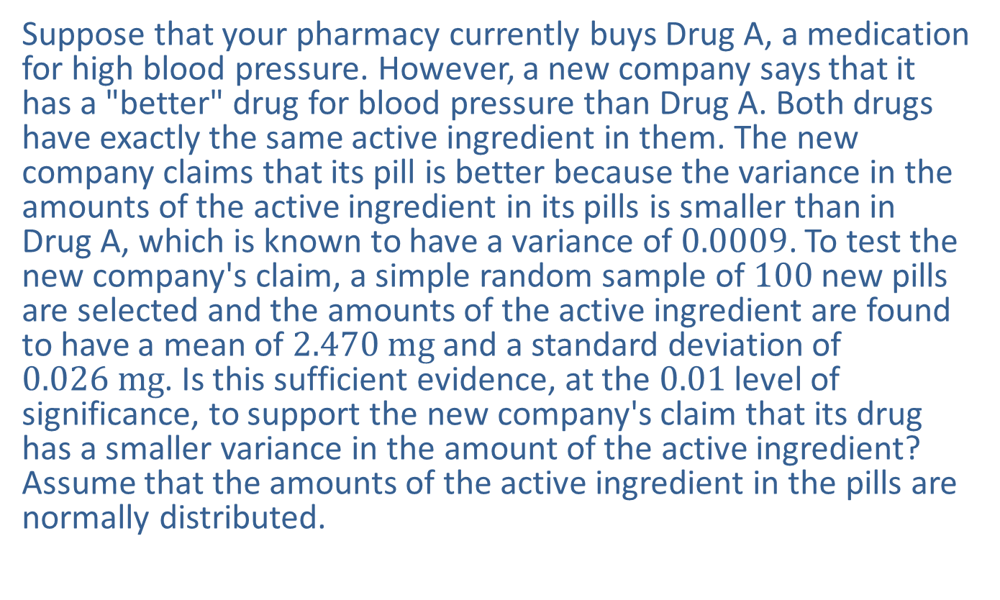 Suppose that your pharmacy currently buys Drug A, a medication
for high blood pressure. However, a new company says that it
has a "better" drug for blood pressure than Drug A. Both drugs
have exactly the same active ingredient in them. The new
company claims that its pill is better because the variance in the
amounts of the active ingredient in its pills is smaller than in
Drug A, which is known to have a variance of 0.0009. To test the
new company's claim, a simple random sample of 100 new pills
are selected and the amounts of the active ingredient are found
to have a mean of 2.470 mg and a standard deviation of
0.026 mg. Is this sufficient evidence, at the 0.01 level of
significance, to support the new company's claim that its drug
has a smaller variance in the amount of the active ingredient?
Assume that the amounts of the active ingredient in the pills are
normally distributed.